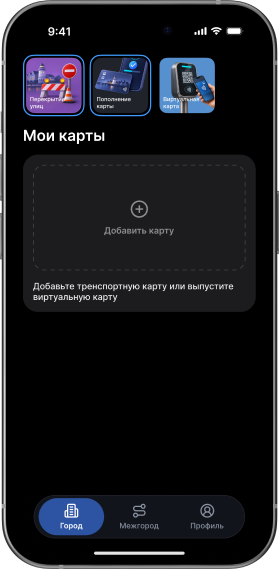 9:41
Перекрытие
улиц
Пополнение
карты
Виртуальная
карта
Мои карты
Добавить карту
Добавьте тренспортную карту или выпустите
виртуальную карту
Город
Межгород
Профиль